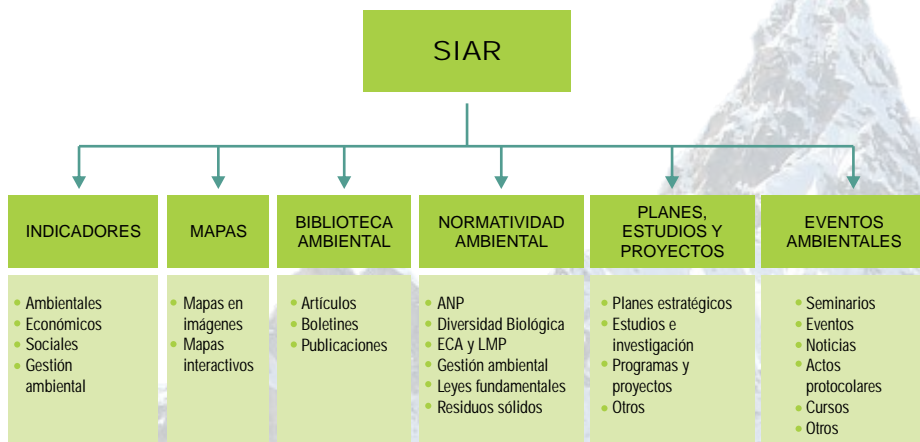 SIAR
INDICADORES
MAPAS
BIBLIOTECA
AMBIENTAL
NORMATIVIDAD
AMBIENTAL
PLANES,
ESTUDIOS Y
PROYECTOS
EVENTOS
AMBIENTALES
• Ambientales
• Económicos
• Sociales
• Gestión
ambiental
• Mapas en
imágenes
• Mapas
interactivos
• Artículos
• Boletines
• Publicaciones
• ANP
• Diversidad Biológica
• ECA y LMP
• Gestión ambiental
• Leyes fundamentales
• Residuos sólidos
• Planes estratégicos
• Estudios e
investigación
• Programas y
proyectos
• Otros
• Seminarios
• Eventos
• Noticias
• Actos
protocolares
• Cursos
• Otros